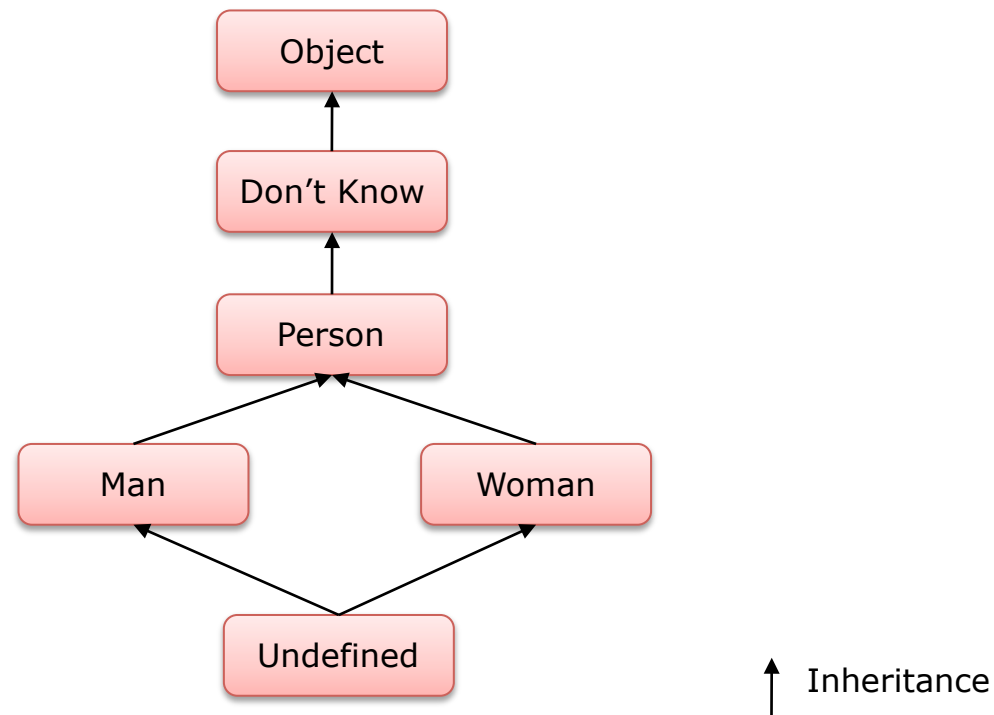 Object
Don’t Know
Person
Man
Woman
Undefined
Inheritance